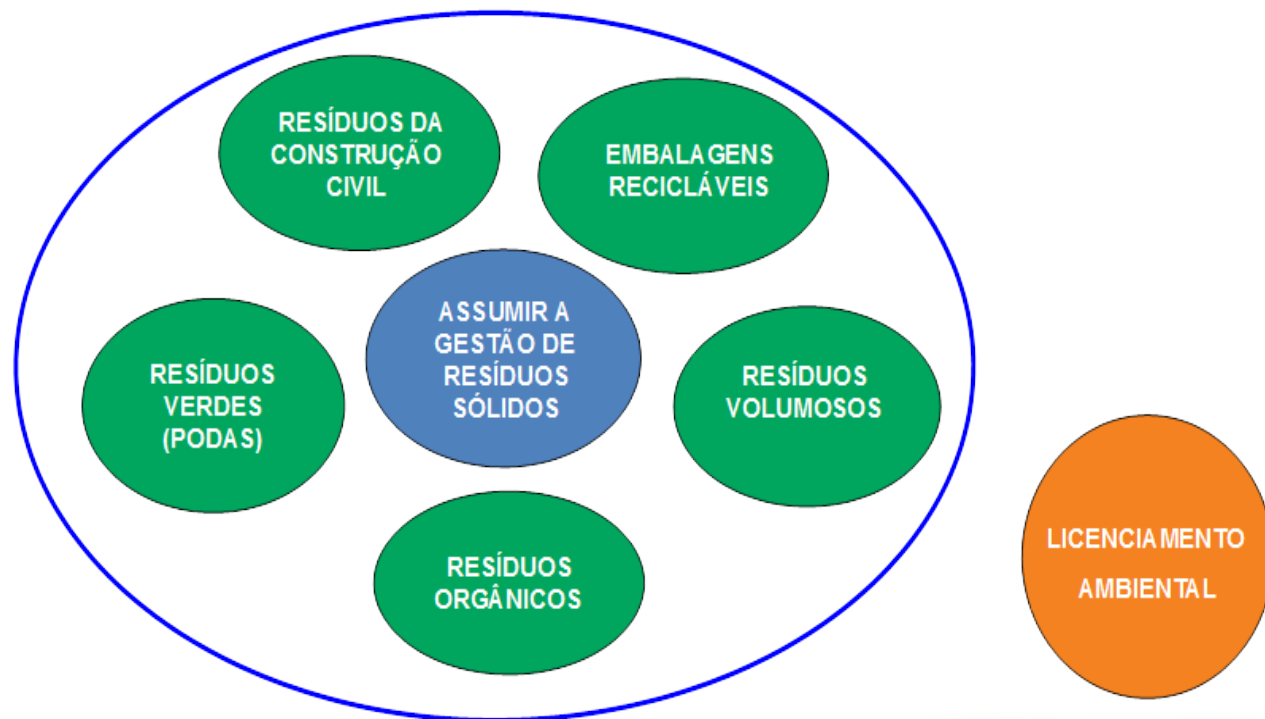 RESÍDUOS DA
CONSTRUÇÃO
CIVIL
EMBALAGENS
RECICLÁVEIS
ASSUMIR A
GESTÃO DE
RESÍDUOS
SÓLIDOS
RESÍDUOS
VERDES
(PODAS)
RESÍDUOS
VOLUMOSOS
RESÍDUOS
ORGÂNICOS
LICENCIAMENTO
AMBIENTAL